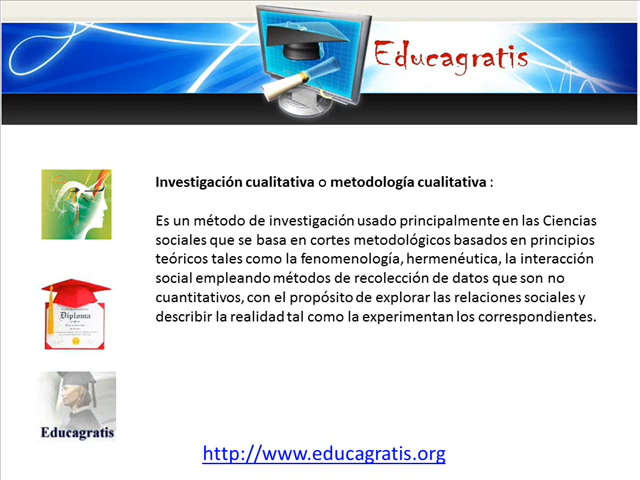 Educagratis
Investigación cualitativa o metodología cualitativa :
Es un método de investigación usado principalmente en las Ciencias
sociales que se basa en cortes metodológicos basados en principios
teóricos tales como la fenomenología, hermenéutica, la interacción
social empleando métodos de recolección de datos que son no
cuantitativos, con el propósito de explorar las relaciones sociales y
describir la realidad tal como la experimentan los correspondientes.
Diploma
Educagratis
http://www.educagratis.org